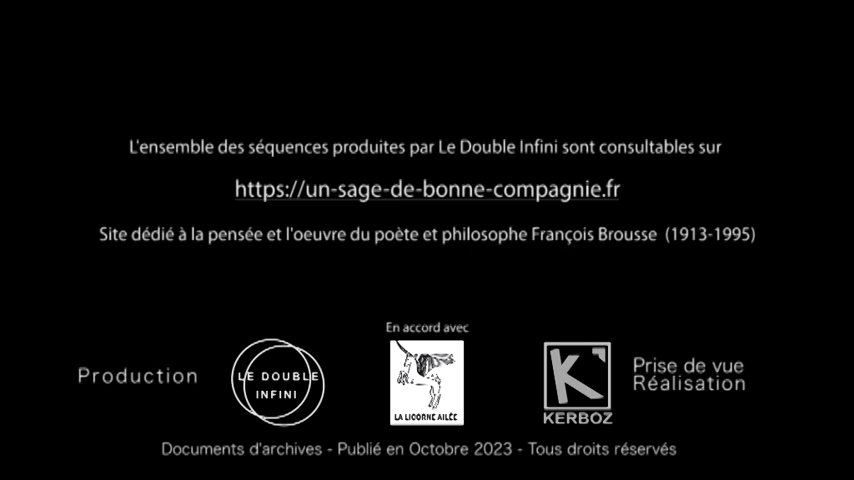 L'ensemble des séquences produites par Le Double Infini sont consultables sur
https://un-sage-de-bonne-compagnie.fr
Site dédié à la pensée et l'oeuvre du poète et philosophe François Brousse (1913-1995)
En accord avec
Production
LE DOUBLE
INFINI
LA LICORNE AILÉE
K
KERBOZ
Prise de vue
Réalisation
Documents d'archives - Publié en Octobre 2023 - Tous droits réservés